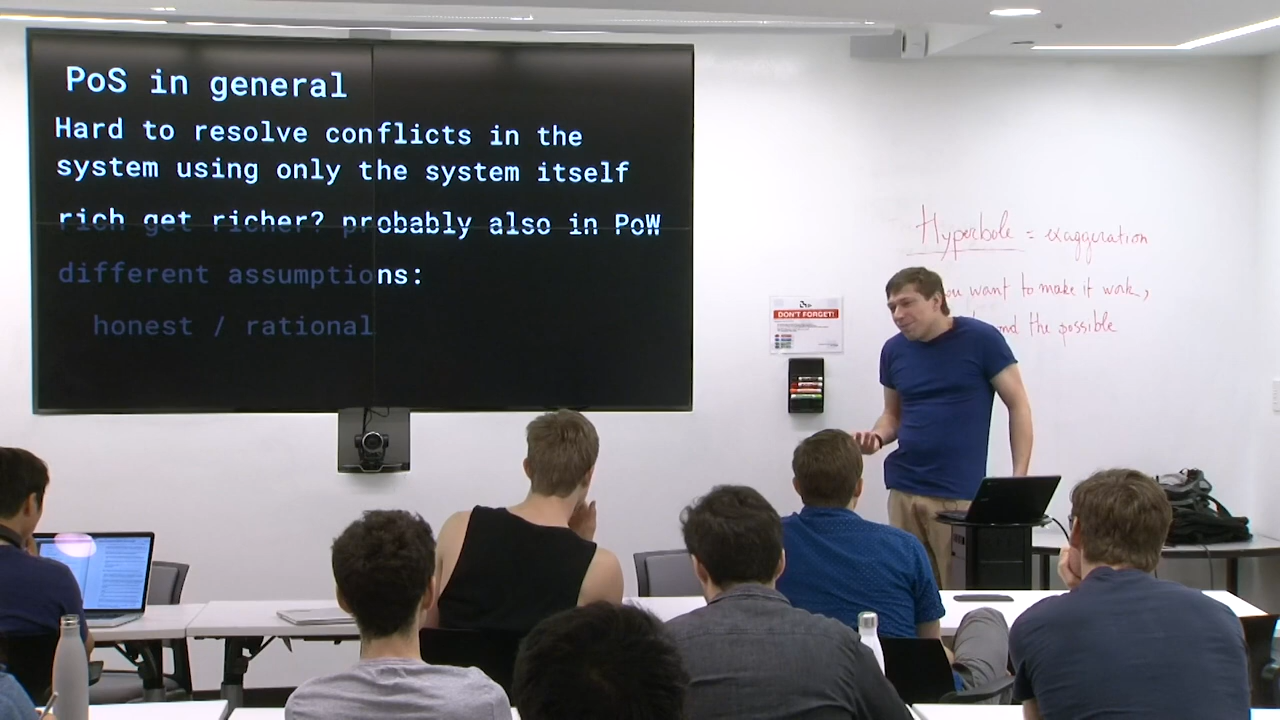 PoS in general
Hard to resolve conflicts in the
system using only the system itself
rich get richer? probably also in PoW
different assumptions:
honest / rational
Hyperbole = exaggeration
you want to make it work,
the possible
DON'T FORGET!